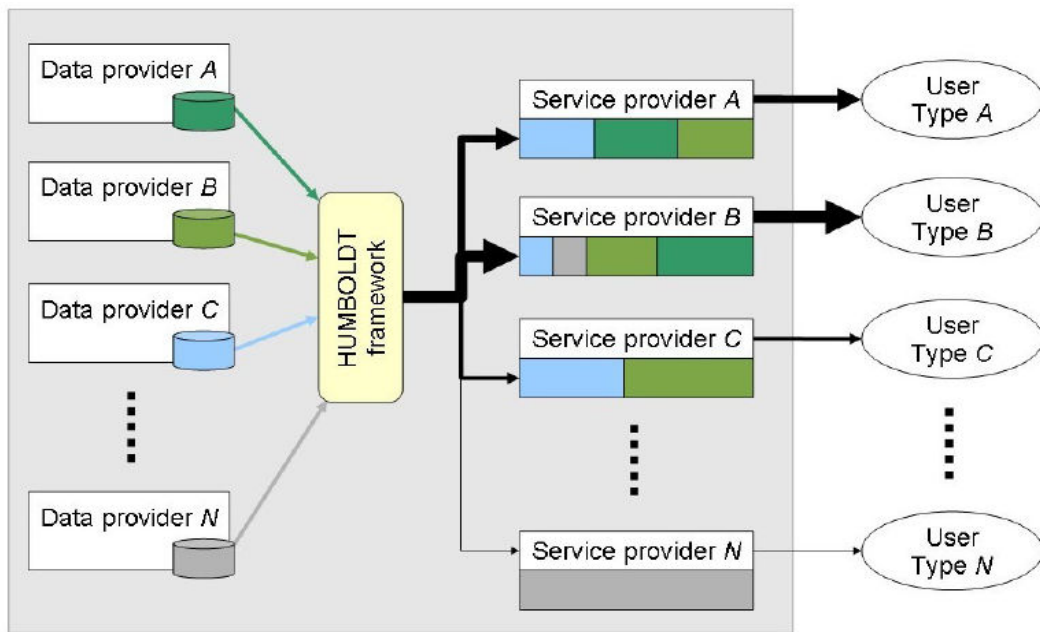 Data provider A
Data provider B
Data provider C
Data provider N
HUMBOLDT
framework
Service provider A
Service provider B
Service provider C
Service provider N
User
Type A
User
Type B
User
Type C
User
Type N